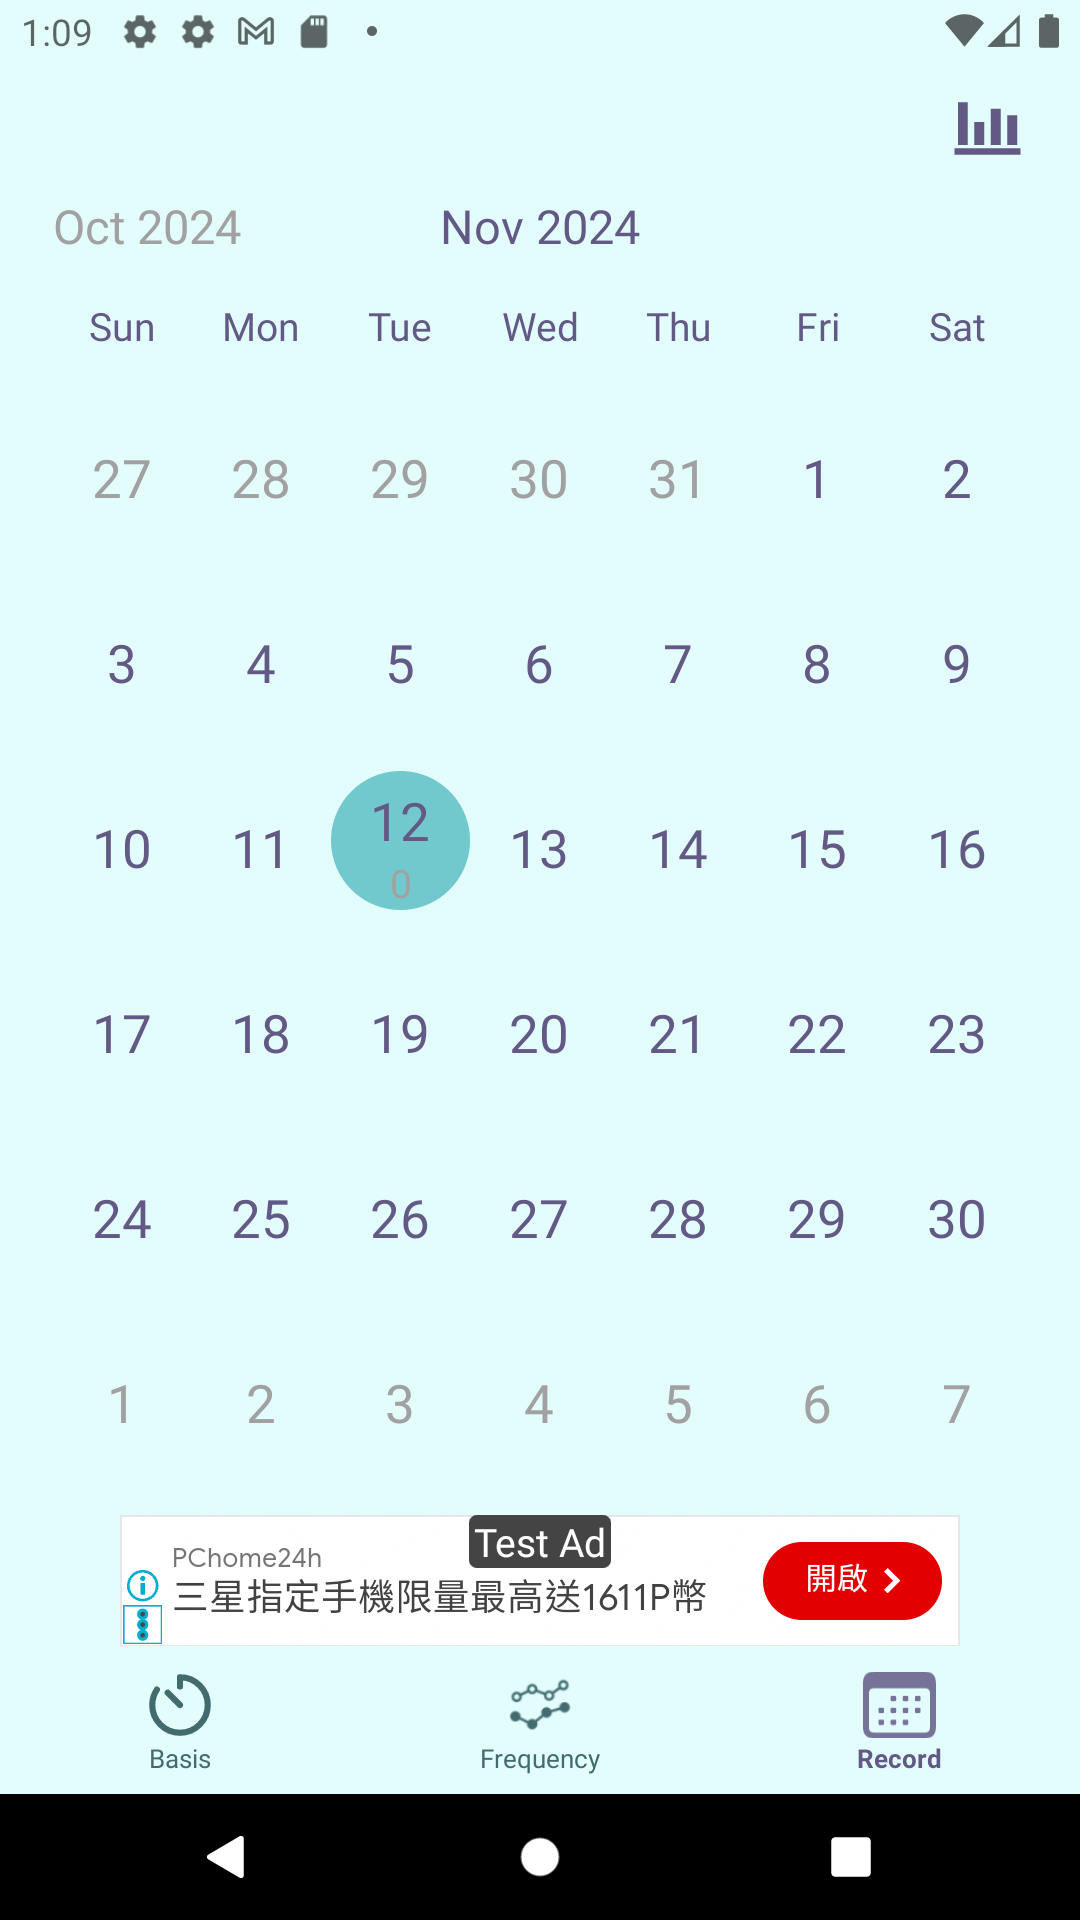 1:09
Oct 2024 Nov 2024
Sun Mon Tue Wed Thu Fri Sat
27 28 29 30 31 1 2
3 4 5 6 7 8 9
10 11 12 13 14 15 16
0
17 18 19 20 21 22 23
24 25 26 27 28 29 30
1 2 3 4 5 6 7
Test Ad
PChome24h
三星指定手機限量最高送1611P幣
開啟
Basis Frequency Record